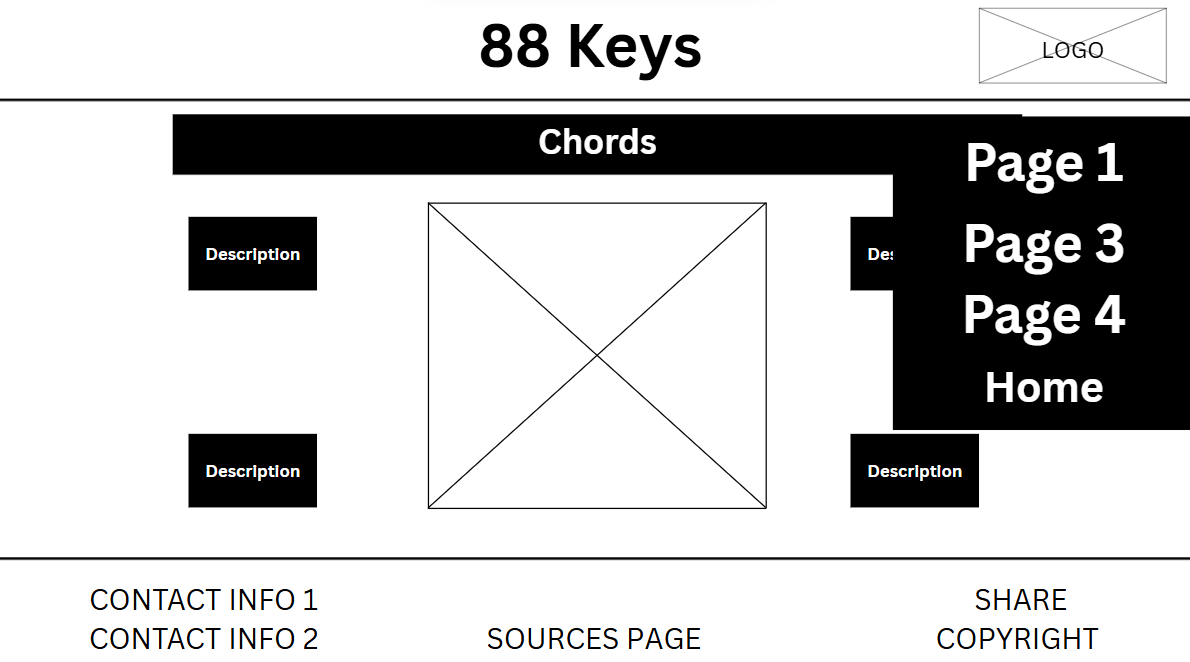 88 Keys
LOGO
Chords
Page 1
Page 3
Page 4
Home
Description
Des
Description
Description
CONTACT INFO 1
CONTACT INFO 2
SOURCES PAGE
SHARE
COPYRIGHT